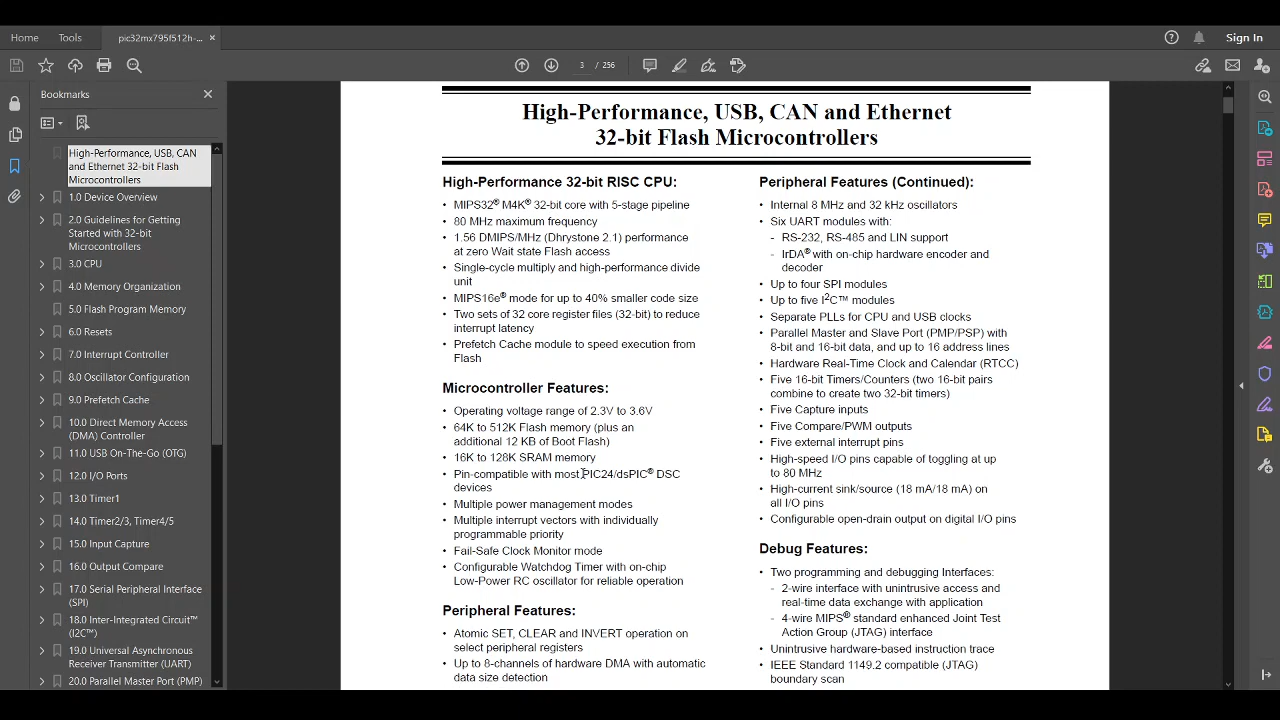 Home
Tools
pic32mx795f512h-...
Sign In
3 / 256
Bookmarks
High-Performance, USB, CAN
and Ethernet 32-bit Flash
Microcontrollers
1.0 Device Overview
2.0 Guidelines for Getting
Started with 32-bit
Microcontrollers
3.0 CPU
4.0 Memory Organization
5.0 Flash Program Memory
6.0 Resets
7.0 Interrupt Controller
8.0 Oscillator Configuration
9.0 Prefetch Cache
10.0 Direct Memory Access
(DMA) Controller
11.0 USB On-The-Go (OTG)
12.0 I/O Ports
13.0 Timer1
14.0 Timer2/3, Timer4/5
15.0 Input Capture
16.0 Output Compare
17.0 Serial Peripheral Interface
(SPI)
18.0 Inter-Integrated Circuit™
(I2C™)
19.0 Universal Asynchronous
Receiver Transmitter (UART)
20.0 Parallel Master Port (PMP)
High-Performance, USB, CAN and Ethernet
32-bit Flash Microcontrollers
High-Performance 32-bit RISC CPU:
• MIPS32® M4K® 32-bit core with 5-stage pipeline
• 80 MHz maximum frequency
• 1.56 DMIPS/MHz (Dhrystone 2.1) performance
at zero Wait state Flash access
• Single-cycle multiply and high-performance divide
unit
• MIPS16e® mode for up to 40% smaller code size
• Two sets of 32 core register files (32-bit) to reduce
interrupt latency
• Prefetch Cache module to speed execution from
Flash
Microcontroller Features:
• Operating voltage range of 2.3V to 3.6V
• 64K to 512K Flash memory (plus an
additional 12 KB of Boot Flash)
• 16K to 128K SRAM memory
• Pin-compatible with most PIC24/dsPIC® DSC
devices
• Multiple power management modes
• Multiple interrupt vectors with individually
programmable priority
• Fail-Safe Clock Monitor mode
• Configurable Watchdog Timer with on-chip
Low-Power RC oscillator for reliable operation
Peripheral Features:
• Atomic SET, CLEAR and INVERT operation on
select peripheral registers
• Up to 8-channels of hardware DMA with automatic
data size detection
Peripheral Features (Continued):
• Internal 8 MHz and 32 kHz oscillators
• Six UART modules with:
- RS-232, RS-485 and LIN support
- IrDA® with on-chip hardware encoder and
decoder
• Up to four SPI modules
• Up to five I2C™ modules
• Separate PLLs for CPU and USB clocks
• Parallel Master and Slave Port (PMP/PSP) with
8-bit and 16-bit data, and up to 16 address lines
• Hardware Real-Time Clock and Calendar (RTCC)
• Five 16-bit Timers/Counters (two 16-bit pairs
combine to create two 32-bit timers)
• Five Capture inputs
• Five Compare/PWM outputs
• Five external interrupt pins
• High-speed I/O pins capable of toggling at up
to 80 MHz
• High-current sink/source (18 mA/18 mA) on
all I/O pins
• Configurable open-drain output on digital I/O pins
Debug Features:
• Two programming and debugging Interfaces:
- 2-wire interface with unintrusive access and
real-time data exchange with application
- 4-wire MIPS® standard enhanced Joint Test
Action Group (JTAG) interface
• Unintrusive hardware-based instruction trace
• IEEE Standard 1149.2 compatible (JTAG)
boundary scan